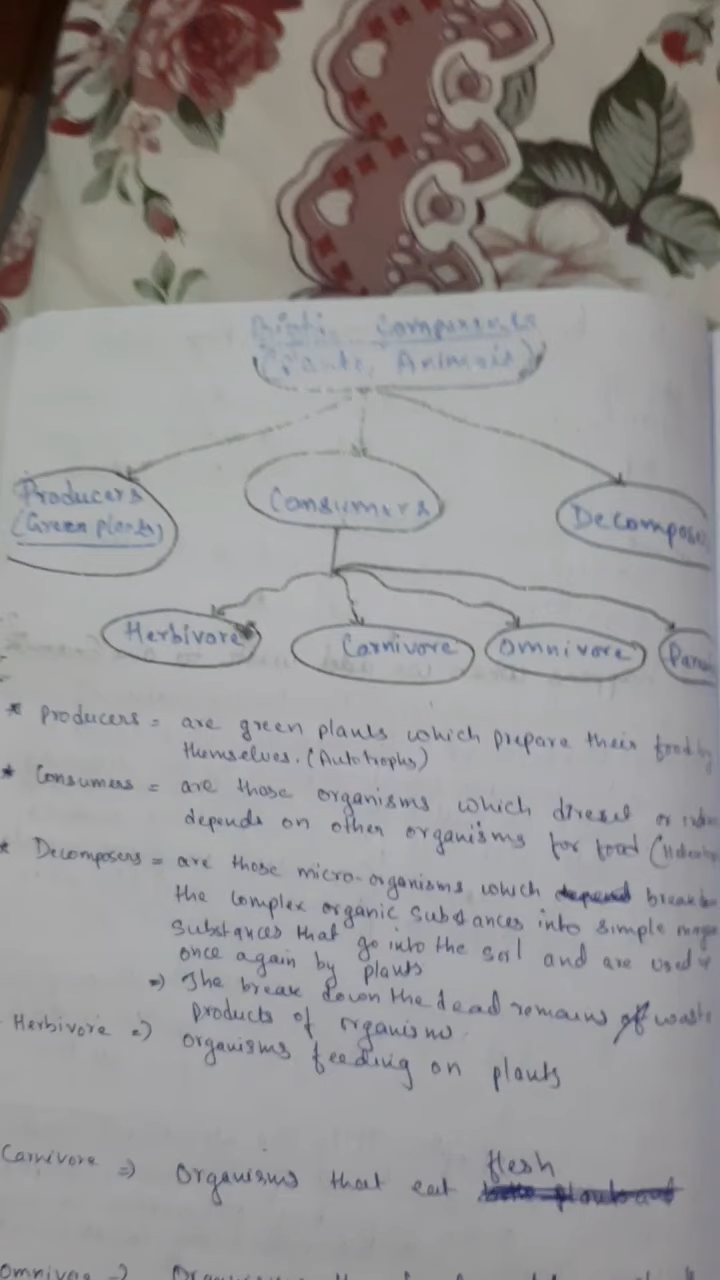 Components
Plants, Animals
Producers
(Green plants)
Consumers
Decompose
Herbivore
Carnivore
Omnivore
* Producers = are green plants which prepare their food by
themselves. (Autotrophs)
* Consumers = are those organisms which or
depends on other organisms for food
* Decomposers = are those micro-organisms which break
the complex organic substances into simple
substances that go into the soil and are used
once again by plants
=) The break down the dead remains of waste
products of organisms
Herbivore =) organisms feeding on plants
flesh
Carnivore =) Organisms that eat